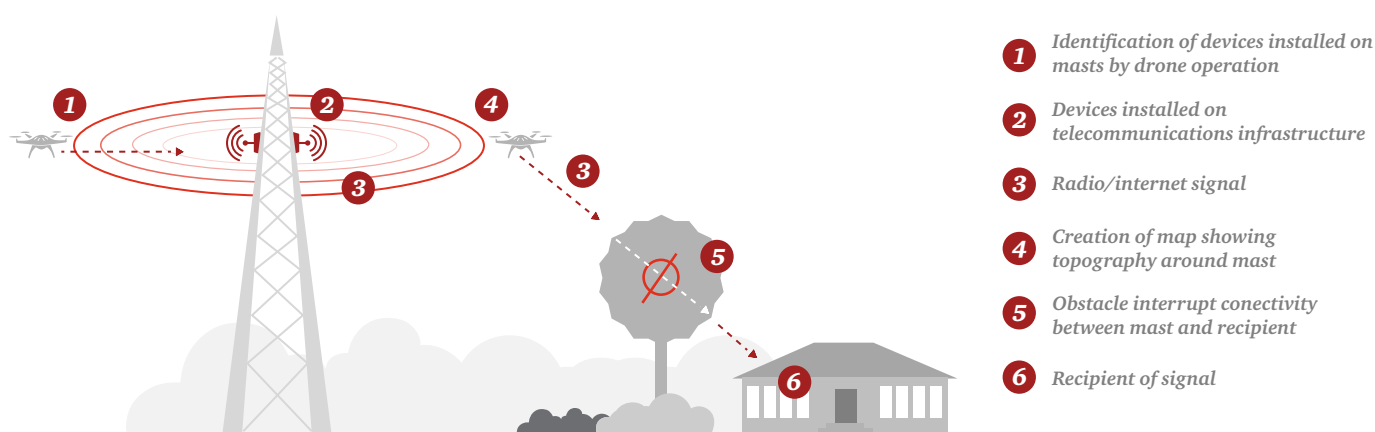 1
2
4
3
3
5
6
1 Identification of devices installed on
masts by drone operation
2 Devices installed on
telecommunications infrastructure
3 Radio/internet signal
4 Creation of map showing
topography around mast
5 Obstacle interrupt conectivity
between mast and recipient
6 Recipient of signal